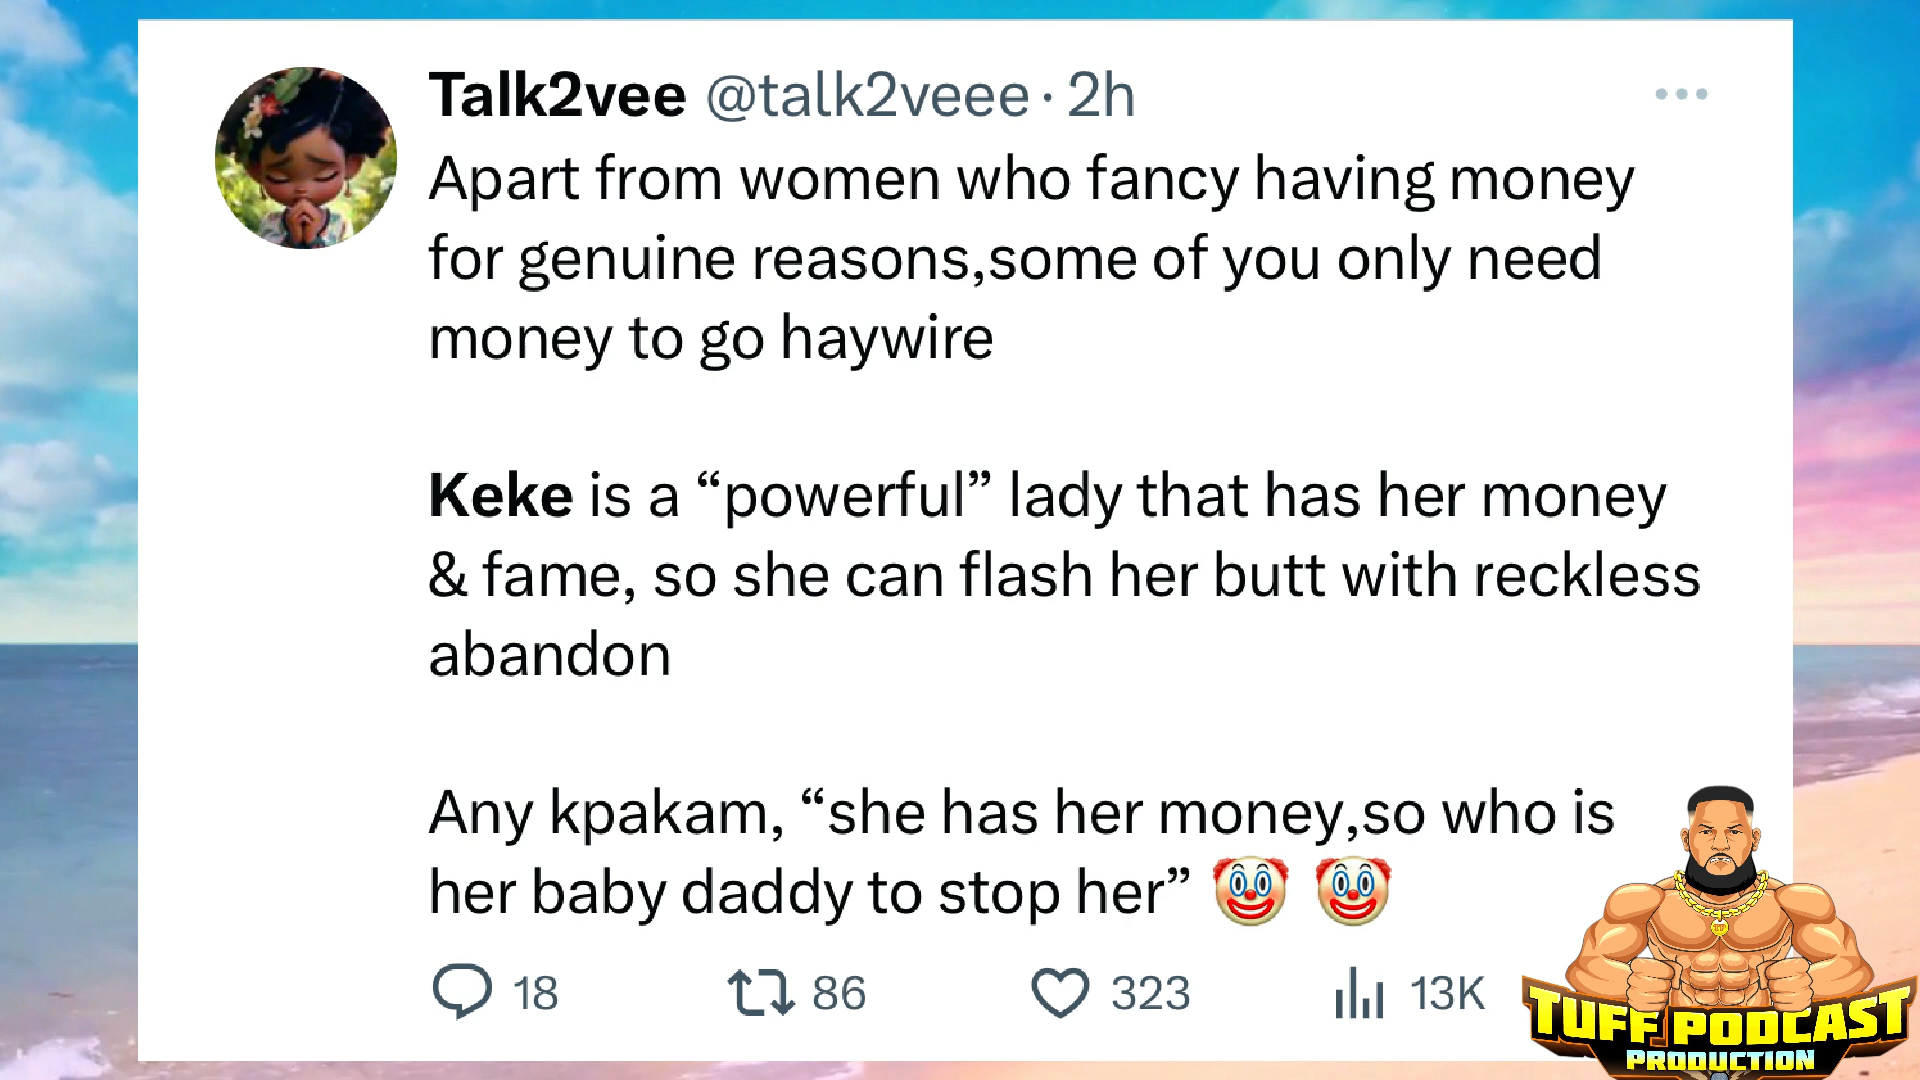 Talk2vee @talk2veee · 2h
Apart from women who fancy having money
for genuine reasons,some of you only need
money to go haywire
Keke is a “powerful” lady that has her money
& fame, so she can flash her butt with reckless
abandon
Any kpakam, “she has her money,so who is
her baby daddy to stop her” 🤡 🤡
18 86 323 13K
TUFF PODCAST
PRODUCTION